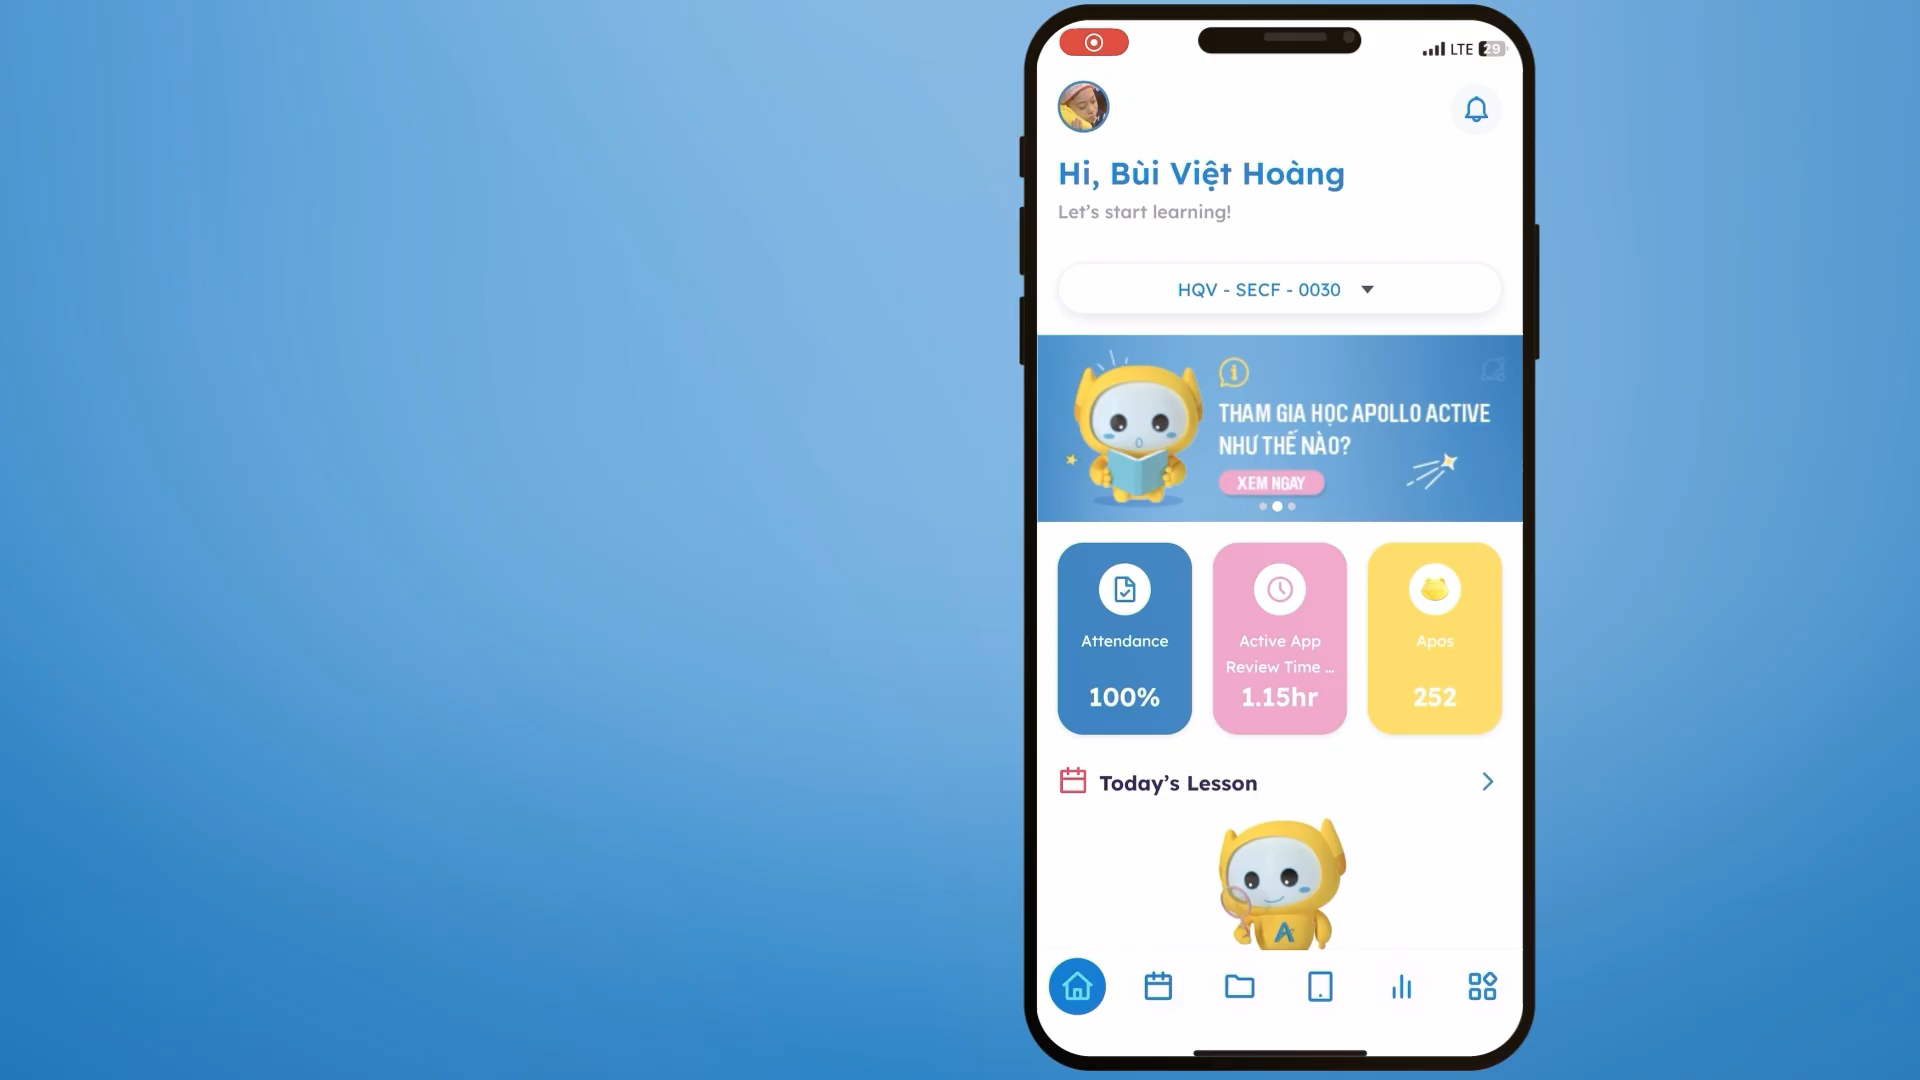 LTE 29
Hi, Bùi Việt Hoàng
Let's start learning!
HQV - SECF - 0030
THAM GIA HỌC APOLLO ACTIVE
NHƯ THẾ NÀO?
XEM NGAY
Attendance
100%
Active App
Review Time ...
1.15hr
Apos
252
Today's Lesson
A